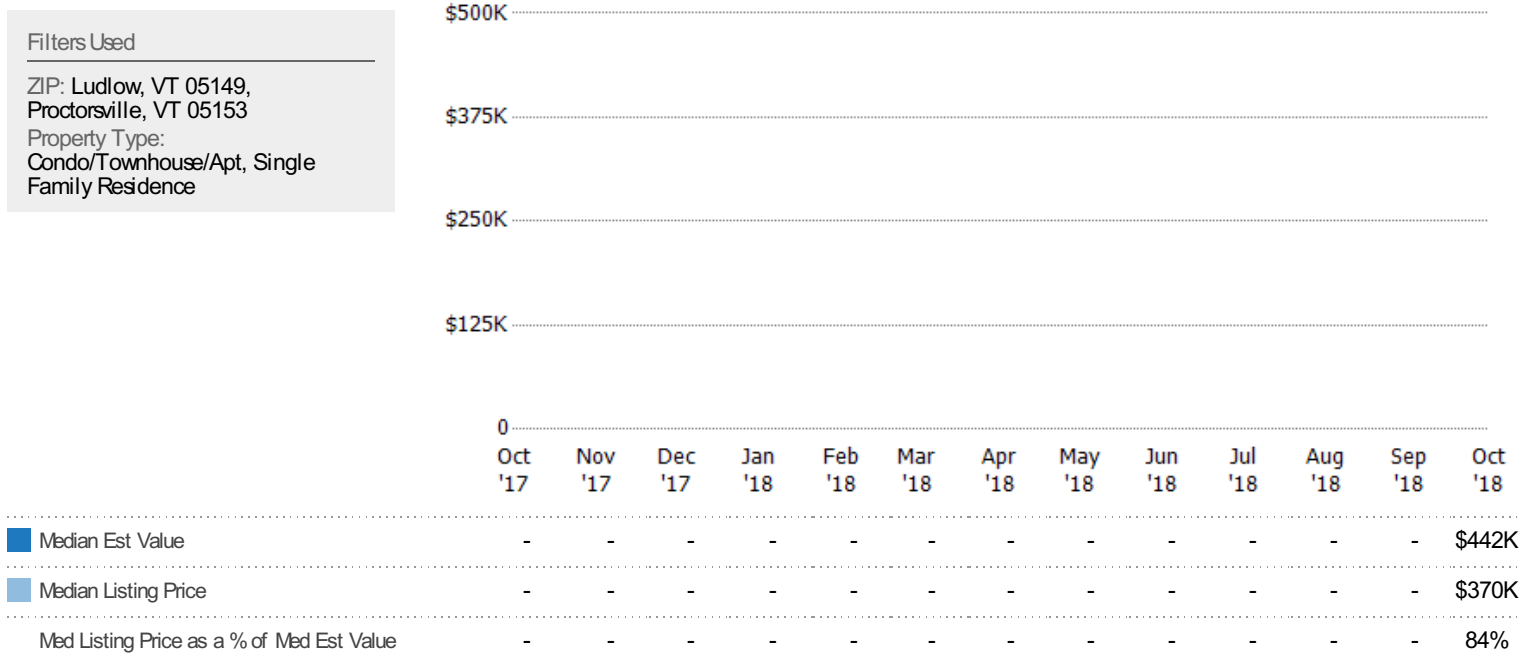 Filters Used
ZIP: Ludlow, VT 05149,
Proctorsville, VT 05153
Property Type:
Condo/Townhouse/Apt, Single
Family Residence
$500K
$375K
$250K
$125K
0
Oct Nov Dec Jan Feb Mar Apr May Jun Jul Aug Sep Oct
'17 '17 '17 '18 '18 '18 '18 '18 '18 '18 '18 '18 '18
Median Est Value - - - - - - - - - - - - $442K
Median Listing Price - - - - - - - - - - - - $370K
Med Listing Price as a % of Med Est Value - - - - - - - - - - - - 84%